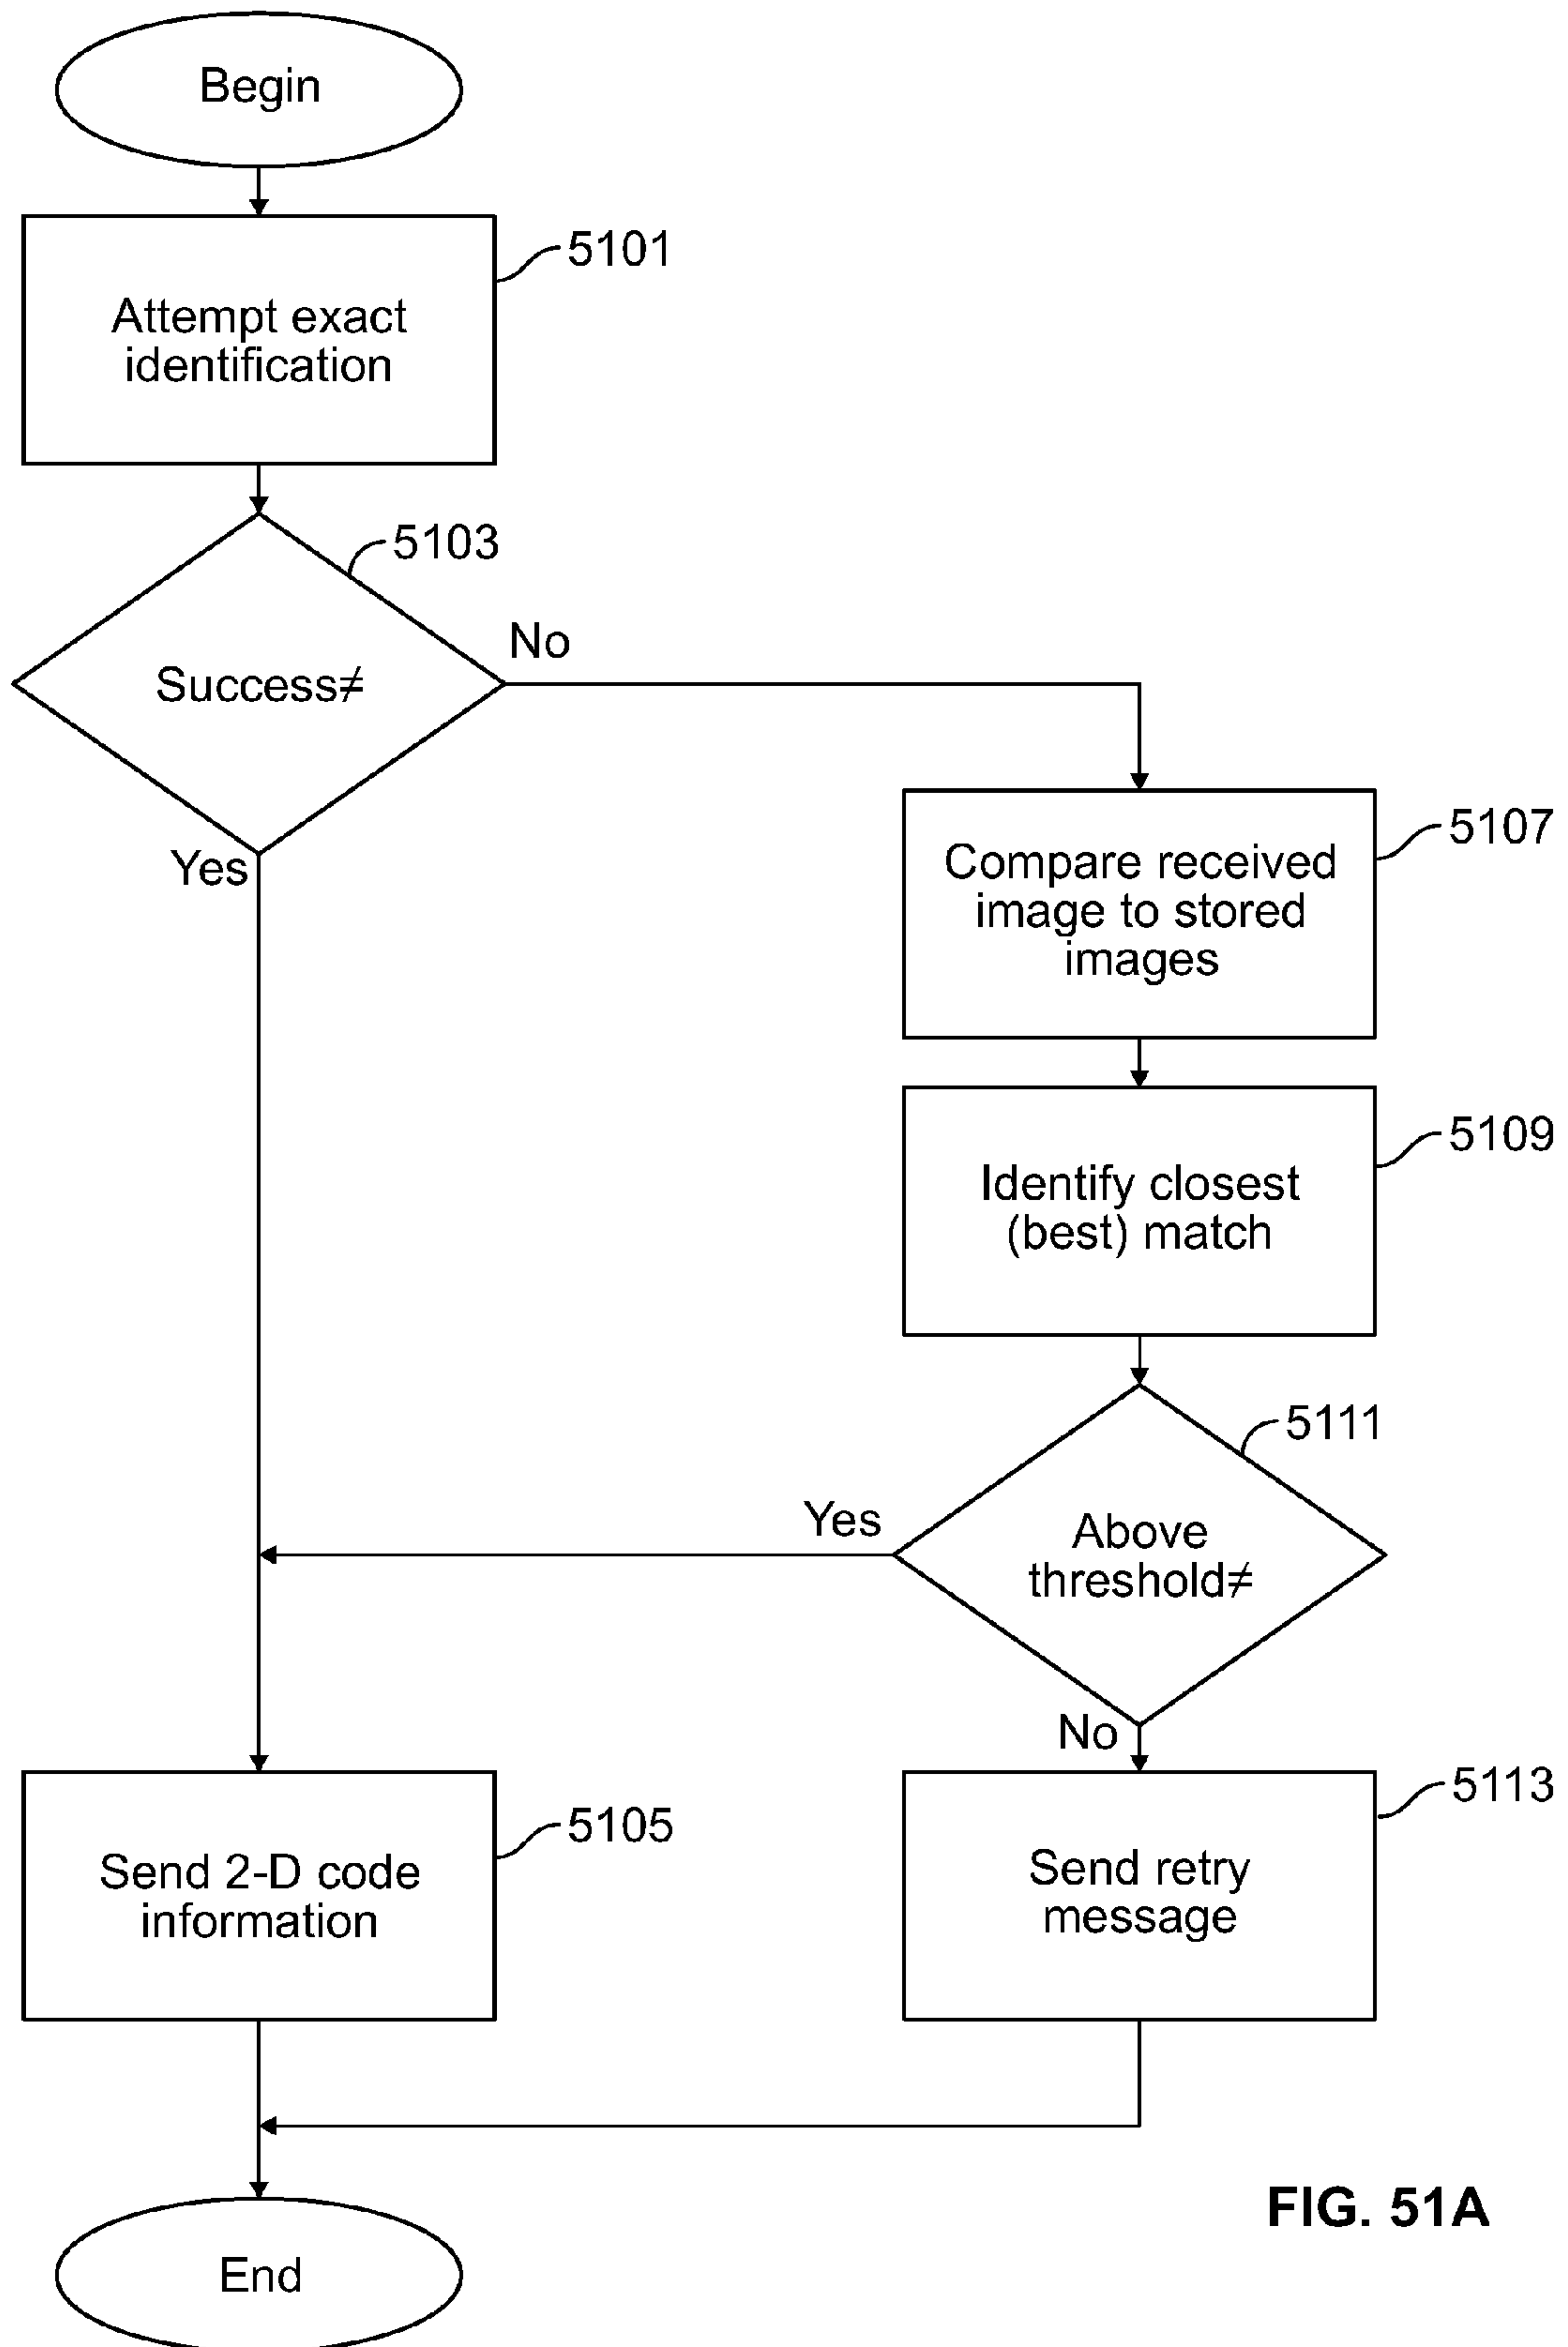 Begin
5101
Attempt exact
identification
5103
No
Success≠
Yes
5107
Compare received
image to stored
images
5109
Identify closest
(best) match
5111
Yes
Above
threshold≠
No
5113
5105
Send 2-D code
information
Send retry
message
FIG. 51A
End